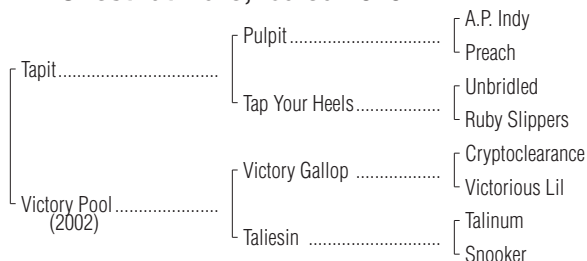 Pulpit
A.P. Indy
Preach
Tapit
Tap Your Heels
Unbridled
Ruby Slippers
Victory Pool
(2002)
Victory Gallop
Cryptoclearance
Victorious Lil
Taliesin
Talinum
Snooker